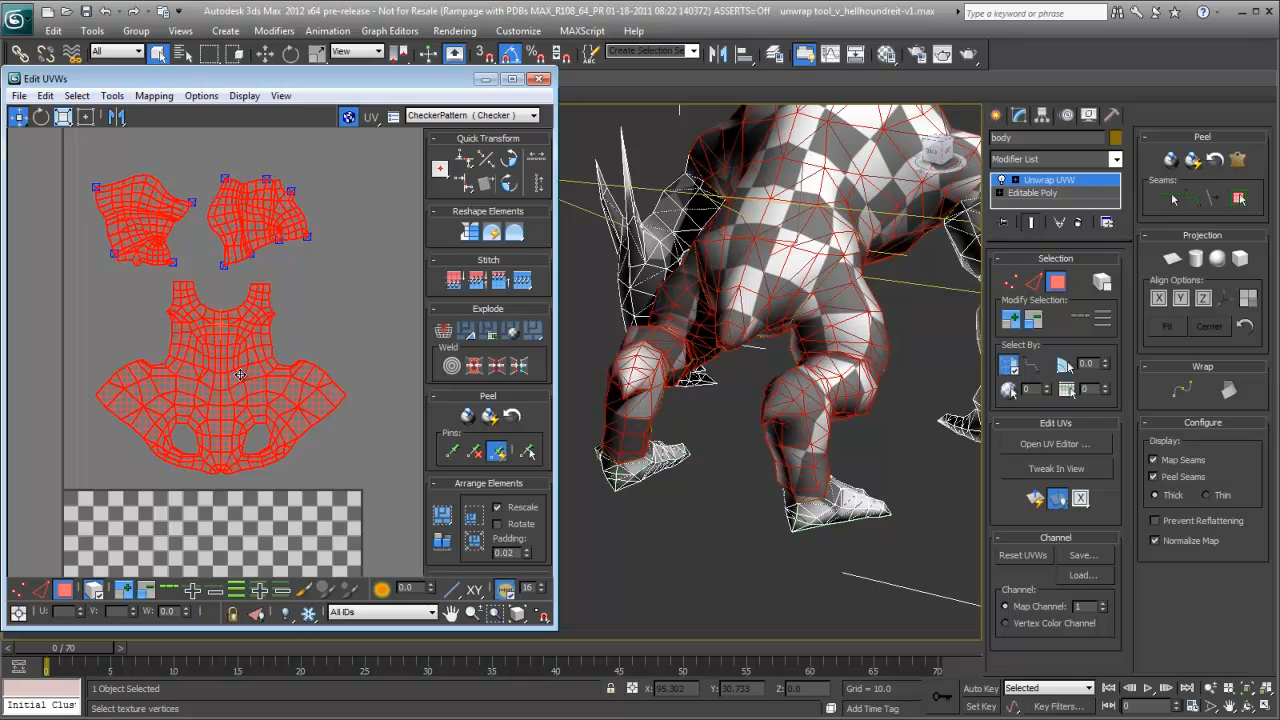 Autodesk 3ds Max 2012 x64 pre-release - Not for Resale (Rampage with PDBs MAX_R108_64_PR 01-18-2011 08:22 140372) ASSERTS=Off unwrap tool_v_hellhoundreit-v1.max
Type a keyword or phrase
Edit Tools Group Views Create Modifiers Animation Graph Editors Rendering Customize MAXScript Help
All View Create Selection Se
Edit UVWs
File Edit Select Tools Mapping Options Display View
UV CheckerPattern ( Checker )
Quick Transform
Reshape Elements
Stitch
Explode
Weld
Peel
Pins:
Arrange Elements
Rescale
Rotate
Padding:
0.02
0.0 XY 16
U: V: W: 0.0 All IDs
body
Modifier List
Unwrap UVW
Editable Poly
Selection
Modify Selection:
Select By:
0.0
0 0
Edit UVs
Open UV Editor ...
Tweak In View
Channel
Reset UVWs Save...
Load...
Map Channel: 1
Vertex Color Channel
Peel
Seams:
Projection
Align Options:
X Y Z
Fit Center
Wrap
Configure
Display:
Map Seams
Peel Seams
Thick Thin
Prevent Reflattening
Normalize Map
0 / 70
0 5 10 15 20 25 30 35 40 45 50 55 60 65 70
1 Object Selected X: 95.302 Y: 30.733 Z: 0.0 Grid = 10.0 Auto Key Selected
Initial Clus Select texture vertices Add Time Tag Set Key Key Filters... 0